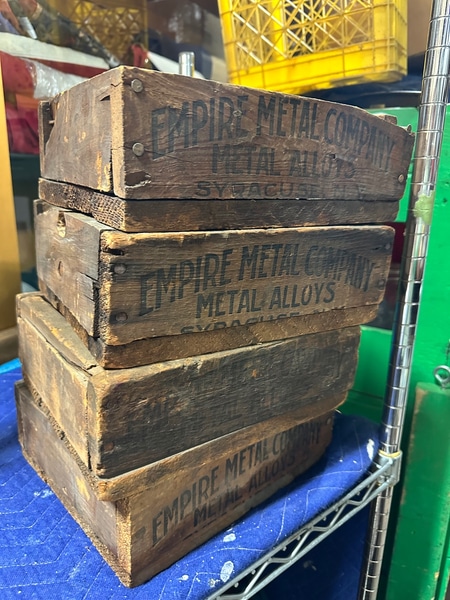 EMPIRE METAL COMPANY
METAL ALLOYS
SYRACUSE, N.Y.
EMPIRE METAL COMPANY
METAL ALLOYS
SYRACUSE
EMPIRE METAL COMPANY
METAL ALLOYS